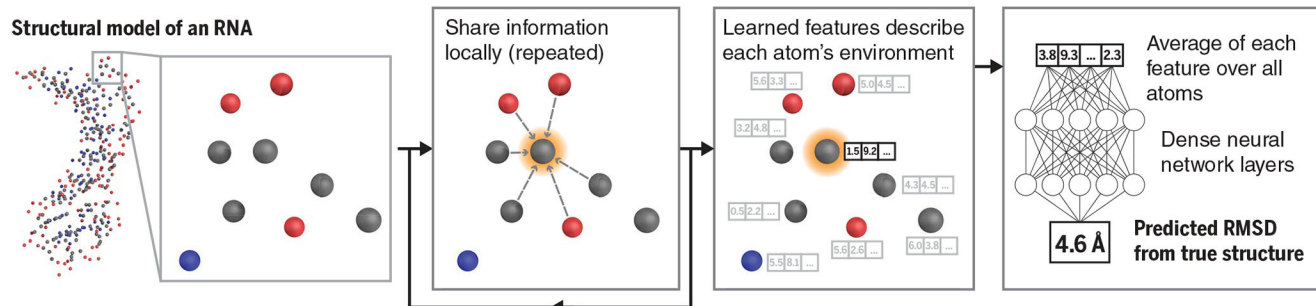 Structural model of an RNA
Share information
locally (repeated)
Learned features describe
each atom's environment
5.6 3.3 ...
5.0 4.5 ...
3.2 4.8 ...
1.5 9.2 ...
4.3 4.5 ...
0.5 2.2 ...
6.0 3.8 ...
5.6 2.6 ...
5.5 8.1 ...
3.8 9.3 ... 2.3
Average of each
feature over all
atoms
Dense neural
network layers
4.6 Å
Predicted RMSD
from true structure